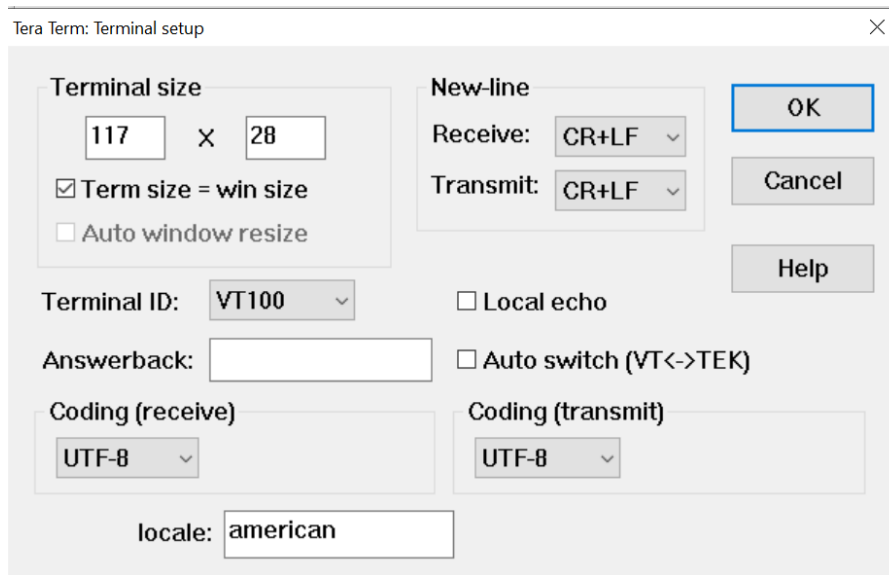 Tera Term: Terminal setup
Terminal size
117 X 28
Term size = win size
Auto window resize
New-line
Receive: CR+LF
Transmit: CR+LF
OK
Cancel
Help
Terminal ID: VT100
Local echo
Answerback:
Auto switch (VT<->TEK)
Coding (receive)
UTF-8
Coding (transmit)
UTF-8
locale: american